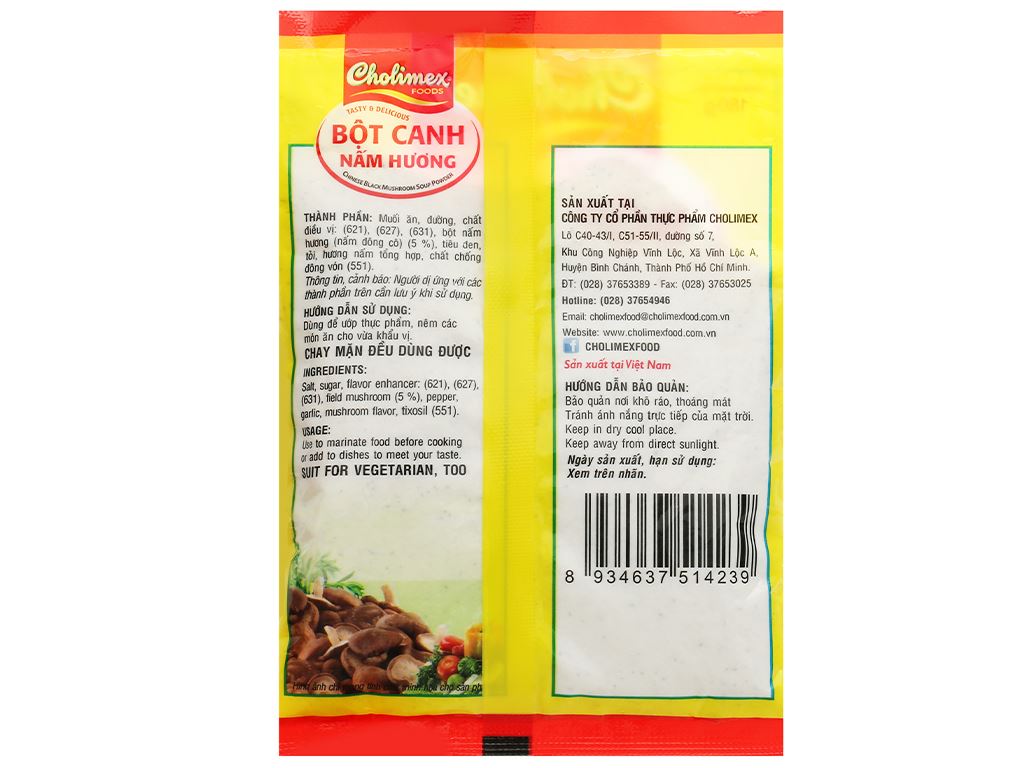 Cholimex
FOODS
TASTY & DELICIOUS
BỘT CANH
NẤM HƯƠNG
CHINESE BLACK MUSHROOM SOUP POWDER
THÀNH PHẦN: Muối ăn, đường, chất
điều vị: (621), (627), (631), bột nấm
hương (nấm đông cô) (5 %), tiêu đen,
tỏi, hương nấm tổng hợp, chất chống
đông vón (551).
Thông tin, cảnh báo: Người dị ứng với các
thành phần trên cần lưu ý khi sử dụng.
HƯỚNG DẪN SỬ DỤNG:
Dùng để ướp thực phẩm, nêm các
món ăn cho vừa khẩu vị.
CHAY MẶN ĐỀU DÙNG ĐƯỢC
INGREDIENTS:
Salt, sugar, flavor enhancer: (621), (627),
(631), field mushroom (5 %), pepper,
garlic, mushroom flavor, tixosil (551).
USAGE:
Use to marinate food before cooking
or add to dishes to meet your taste.
SUIT FOR VEGETARIAN, TOO
Hình ảnh chỉ mang tính minh họa cho sản ph
SẢN XUẤT TẠI
CÔNG TY CỔ PHẦN THỰC PHẨM CHOLIMEX
Lô C40-43/I, C51-55/II, đường số 7,
Khu Công Nghiệp Vĩnh Lộc, Xã Vĩnh Lộc A,
Huyện Bình Chánh, Thành Phố Hồ Chí Minh.
ĐT: (028) 37653389 - Fax: (028) 37653025
Hotline: (028) 37654946
Email: cholimexfood@cholimexfood.com.vn
Website: www.cholimexfood.com.vn
CHOLIMEXFOOD
Sản xuất tại Việt Nam
HƯỚNG DẪN BẢO QUẢN:
Bảo quản nơi khô ráo, thoáng mát
Tránh ánh nắng trực tiếp của mặt trời.
Keep in dry cool place.
Keep away from direct sunlight.
Ngày sản xuất, hạn sử dụng:
Xem trên nhãn.
8 934637 514239